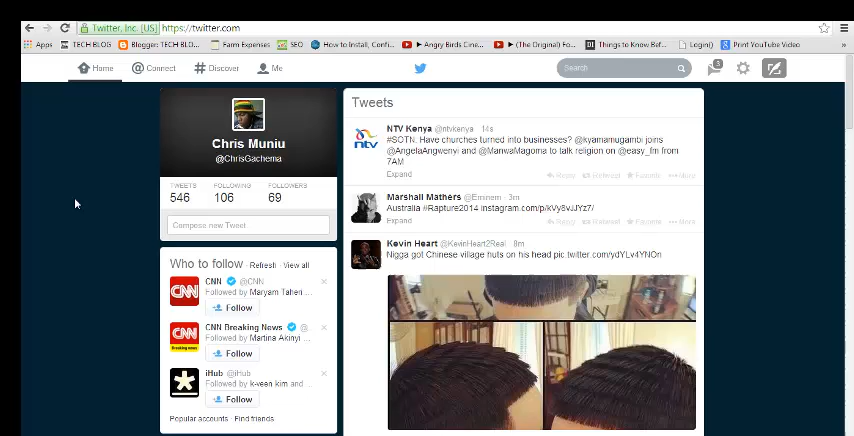 Twitter, Inc. [US] https://twitter.com
Apps TECH BLOG Blogger: TECH BLO... Farm Expenses SEO How to Install, Confi... Angry Birds Cine... (The Original) Fo... Things to Know Bef... Login() Print YouTube Video
Home @ Connect # Discover Me Search 3
Chris Muniu
@ChrisGachema
TWEETS FOLLOWING FOLLOWERS
546 106 69
Compose new Tweet
Who to follow · Refresh · View all
CNN @CNN
Followed by Maryam Taheri ...
Follow
CNN Breaking News @
Followed by Martina Akinyi ...
Follow
iHub @iHub
Followed by k-veen kim and ...
Follow
Popular accounts · Find friends
Tweets
NTV Kenya @ntvkenya · 14s
#SOTN. Have churches turned into businesses? @kyamamugambi joins
@AngelaAngwenyi and @ManwaMagoma to talk religion on @easy_fm from
7AM
Expand Reply Retweet Favorite More
Marshall Mathers @Eminem · 3m
Australia #Rapture2014 instagram.com/p/kVy8vJJYz7/
Expand Reply Retweet Favorite More
Kevin Heart @KevinHeart2Real · 8m
Nigga got Chinese village huts on his head pic twitter.com/ydYLv4YNOn